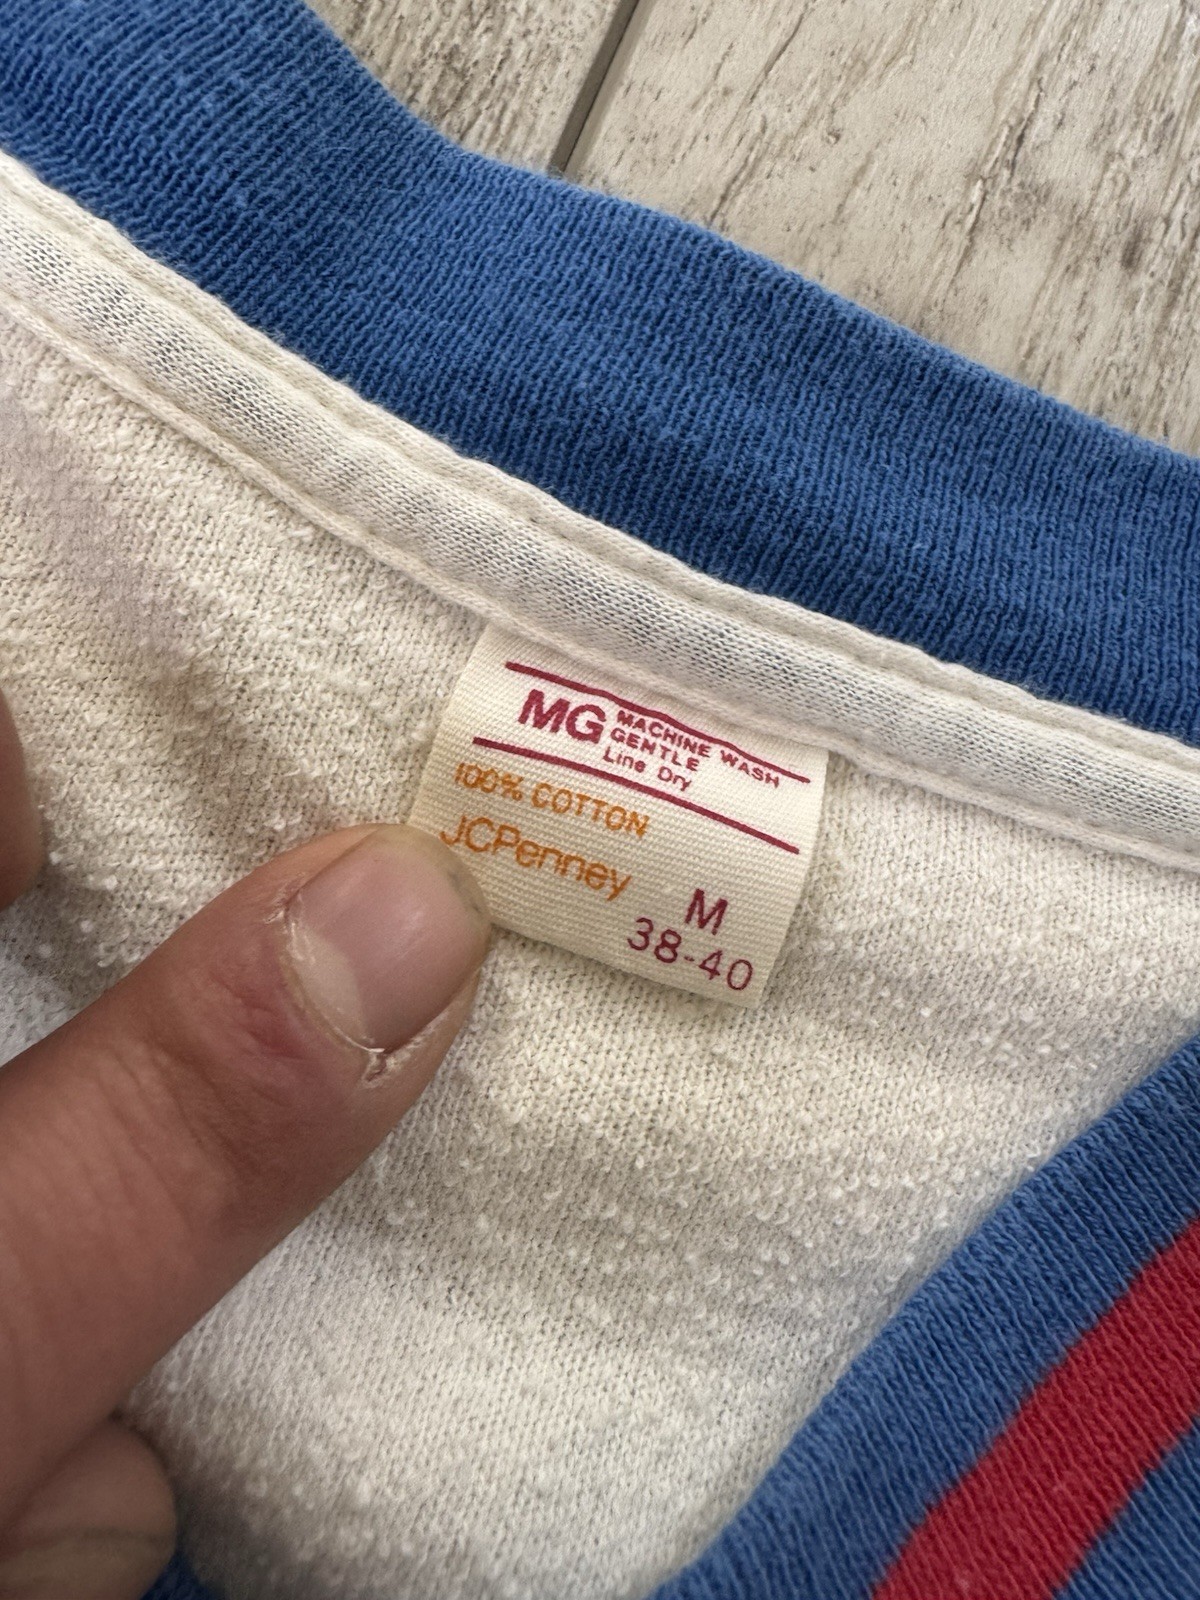 MG MACHINE WASH
GENTLE
Line Dry
100% COTTON
JCPenney
M
38-40